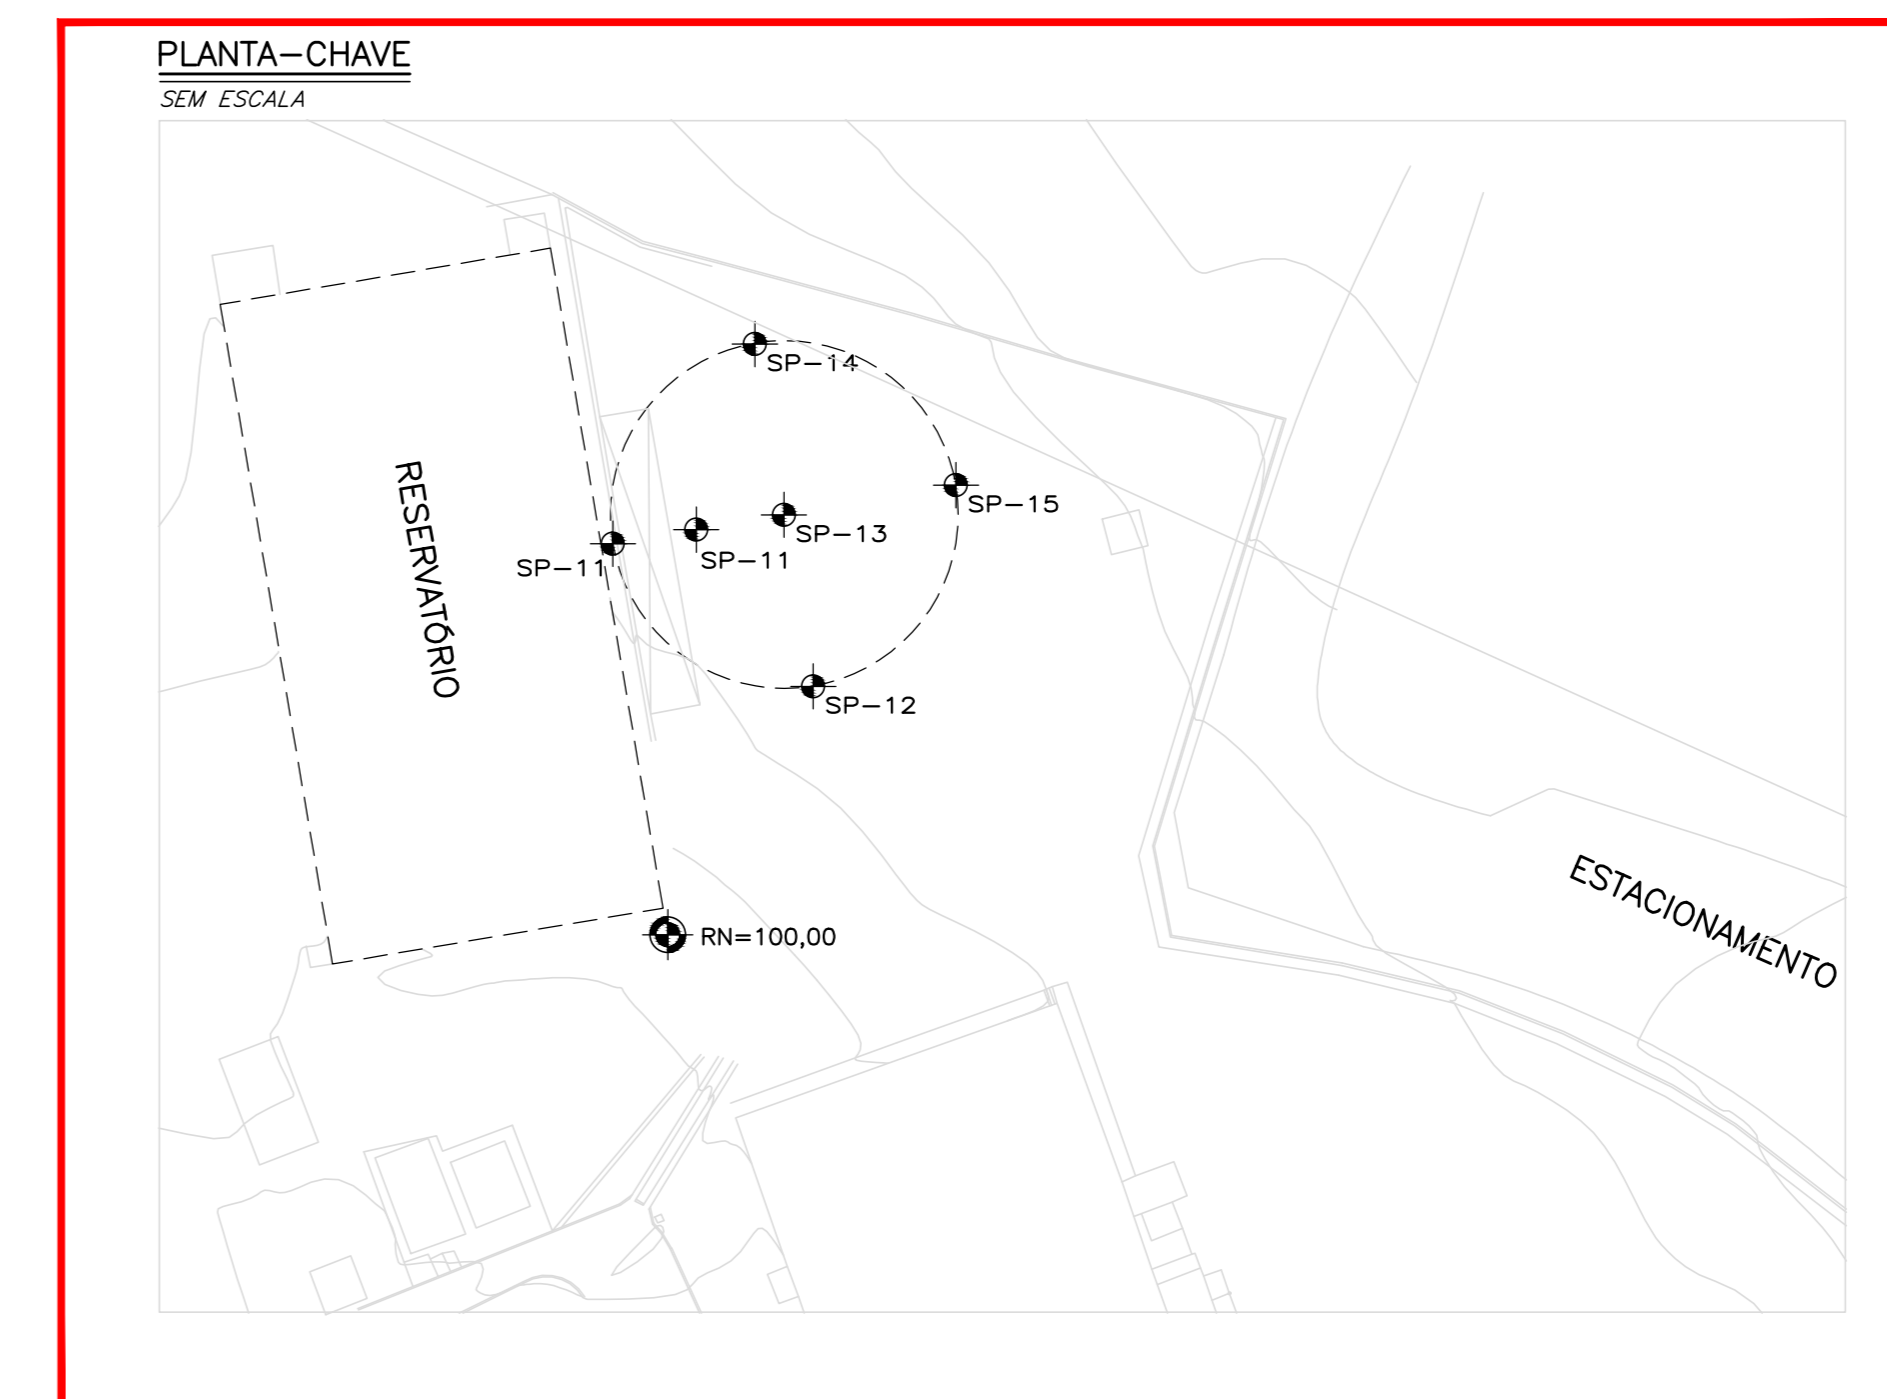 PLANTA-CHAVE
SEM ESCALA
SP-14
SP-15
SP-13
SP-11
SP-11
RESERVATÓRIO
SP-12
ESTACIONAMENTO
RN=100,00